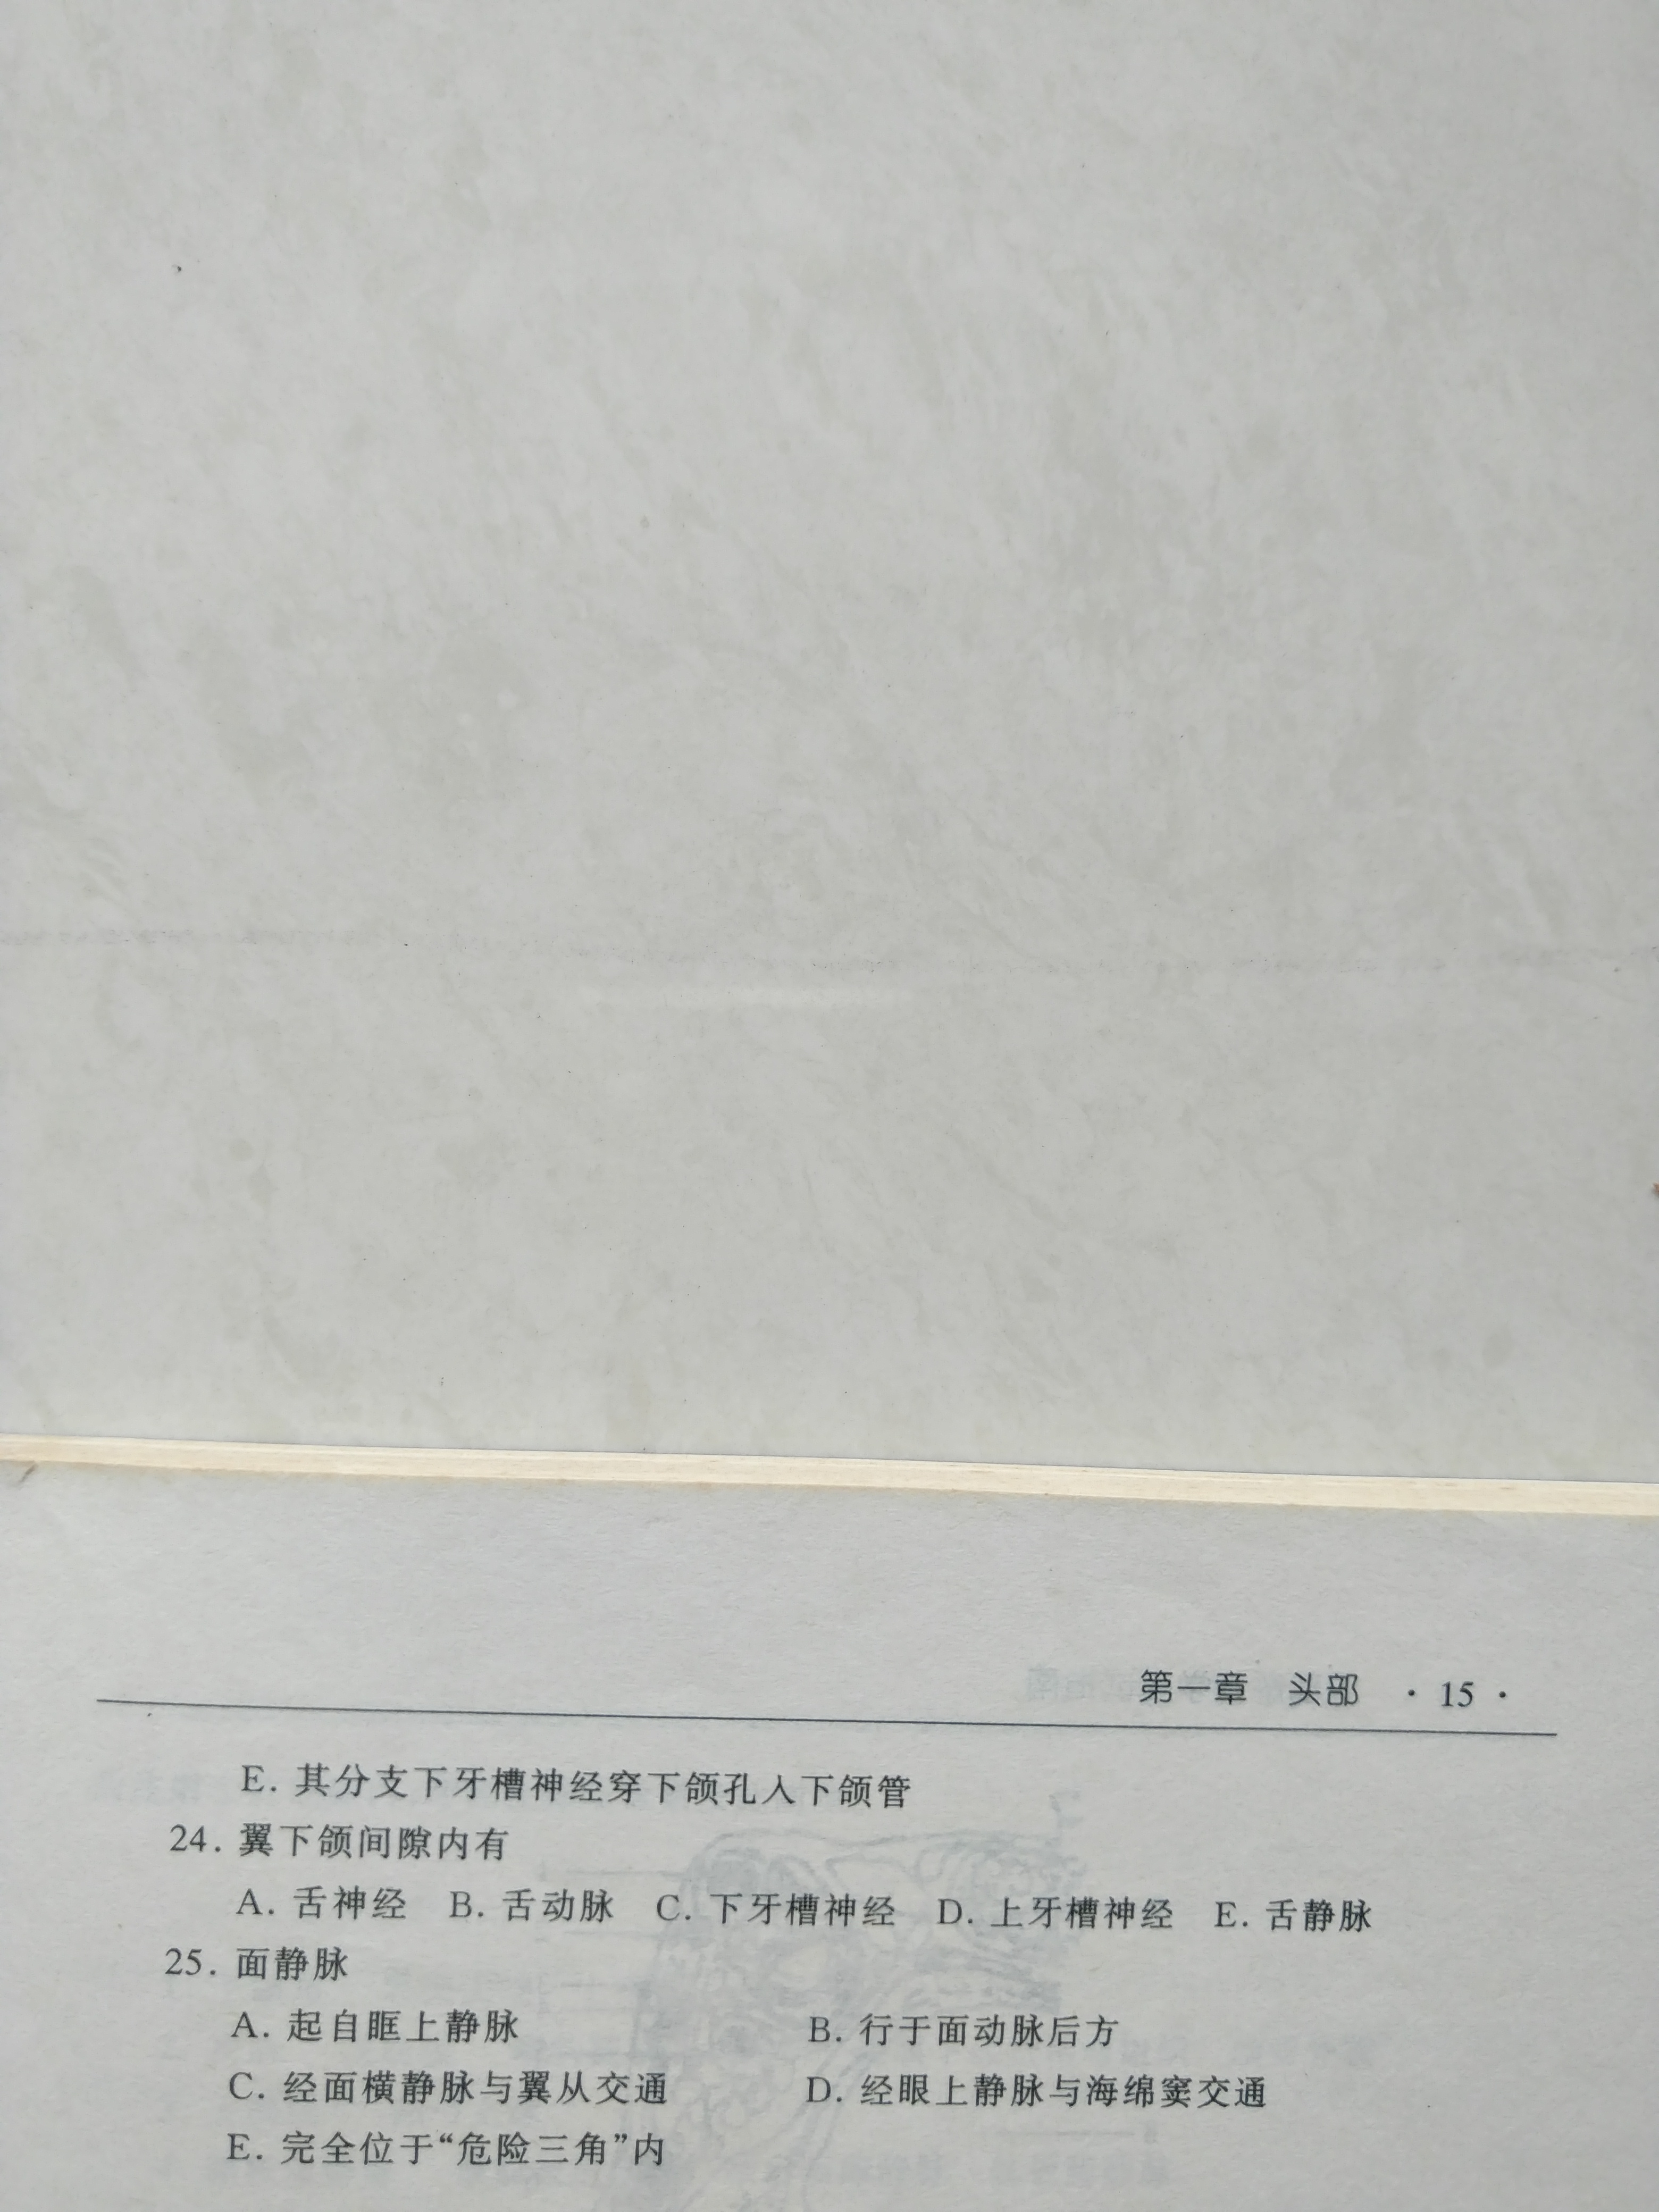 第一章 头部 · 15 ·
E. 其分支下牙槽神经穿下颌孔入下颌管
24. 翼下颌间隙内有
A. 舌神经 B. 舌动脉 C. 下牙槽神经 D. 上牙槽神经 E. 舌静脉
25. 面静脉
A. 起自眶上静脉 B. 行于面动脉后方
C. 经面横静脉与翼从交通 D. 经眼上静脉与海绵窦交通
E. 完全位于“危险三角”内